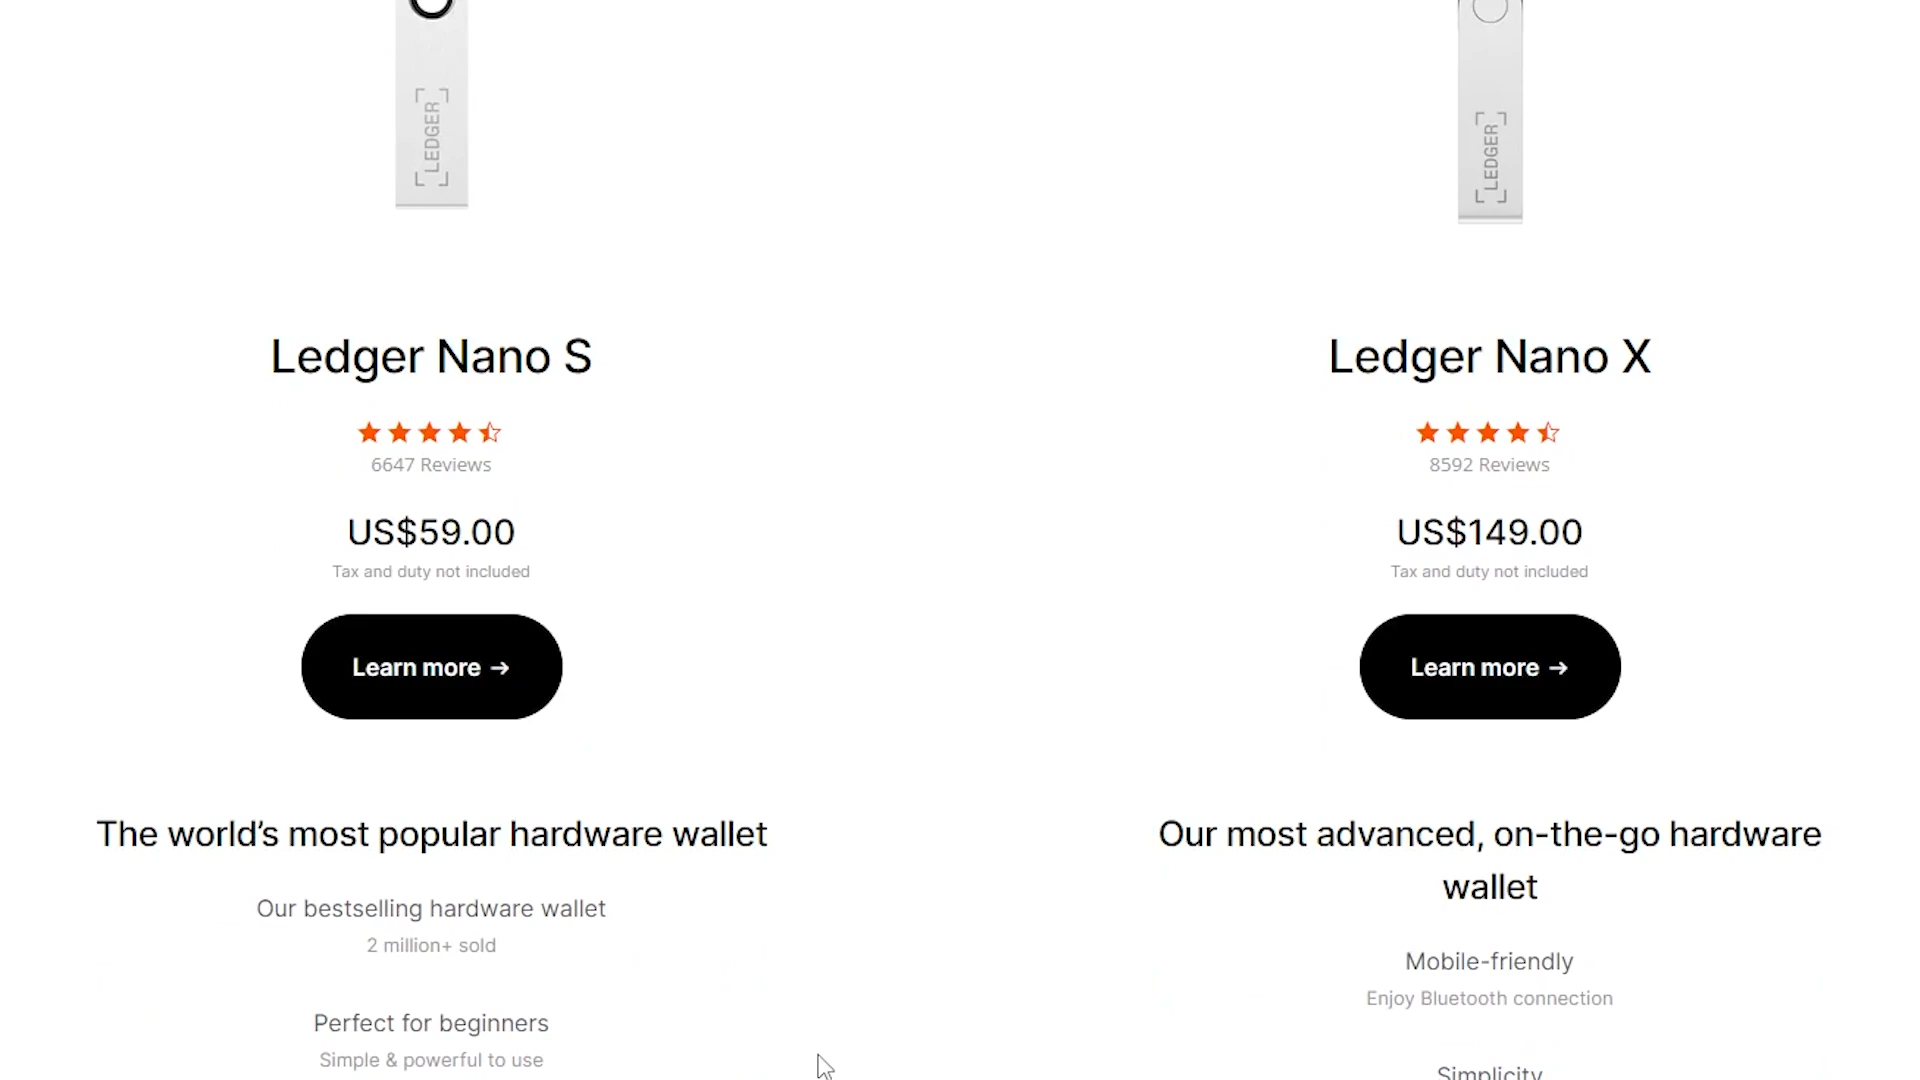 LEDGER
Ledger Nano S
6647 Reviews
US$59.00
Tax and duty not included
Learn more →
The world’s most popular hardware wallet
Our bestselling hardware wallet
2 million+ sold
Perfect for beginners
Simple & powerful to use
LEDGER
Ledger Nano X
8592 Reviews
US$149.00
Tax and duty not included
Learn more →
Our most advanced, on-the-go hardware
wallet
Mobile-friendly
Enjoy Bluetooth connection
Simplicity